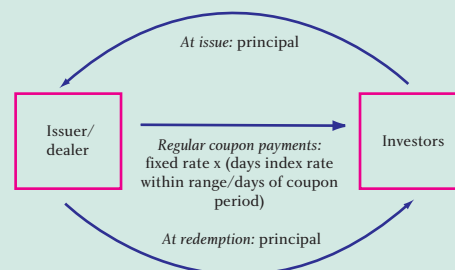 At issue: principal
Issuer/
dealer
Regular coupon payments:
fixed rate x (days index rate
within range/days of coupon
period)
Investors
At redemption: principal